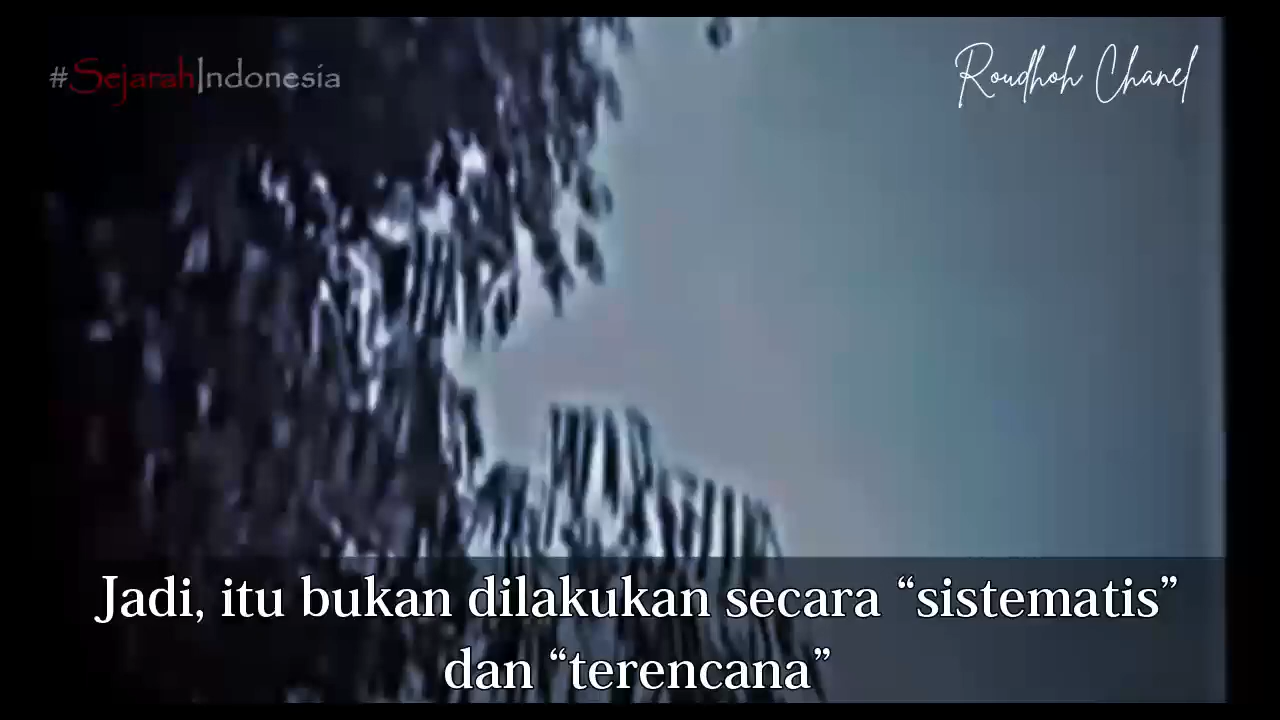 #SejarahIndonesia
Roudhoh Chanel
Jadi, itu bukan dilakukan secara “sistematis”
dan “terencana”